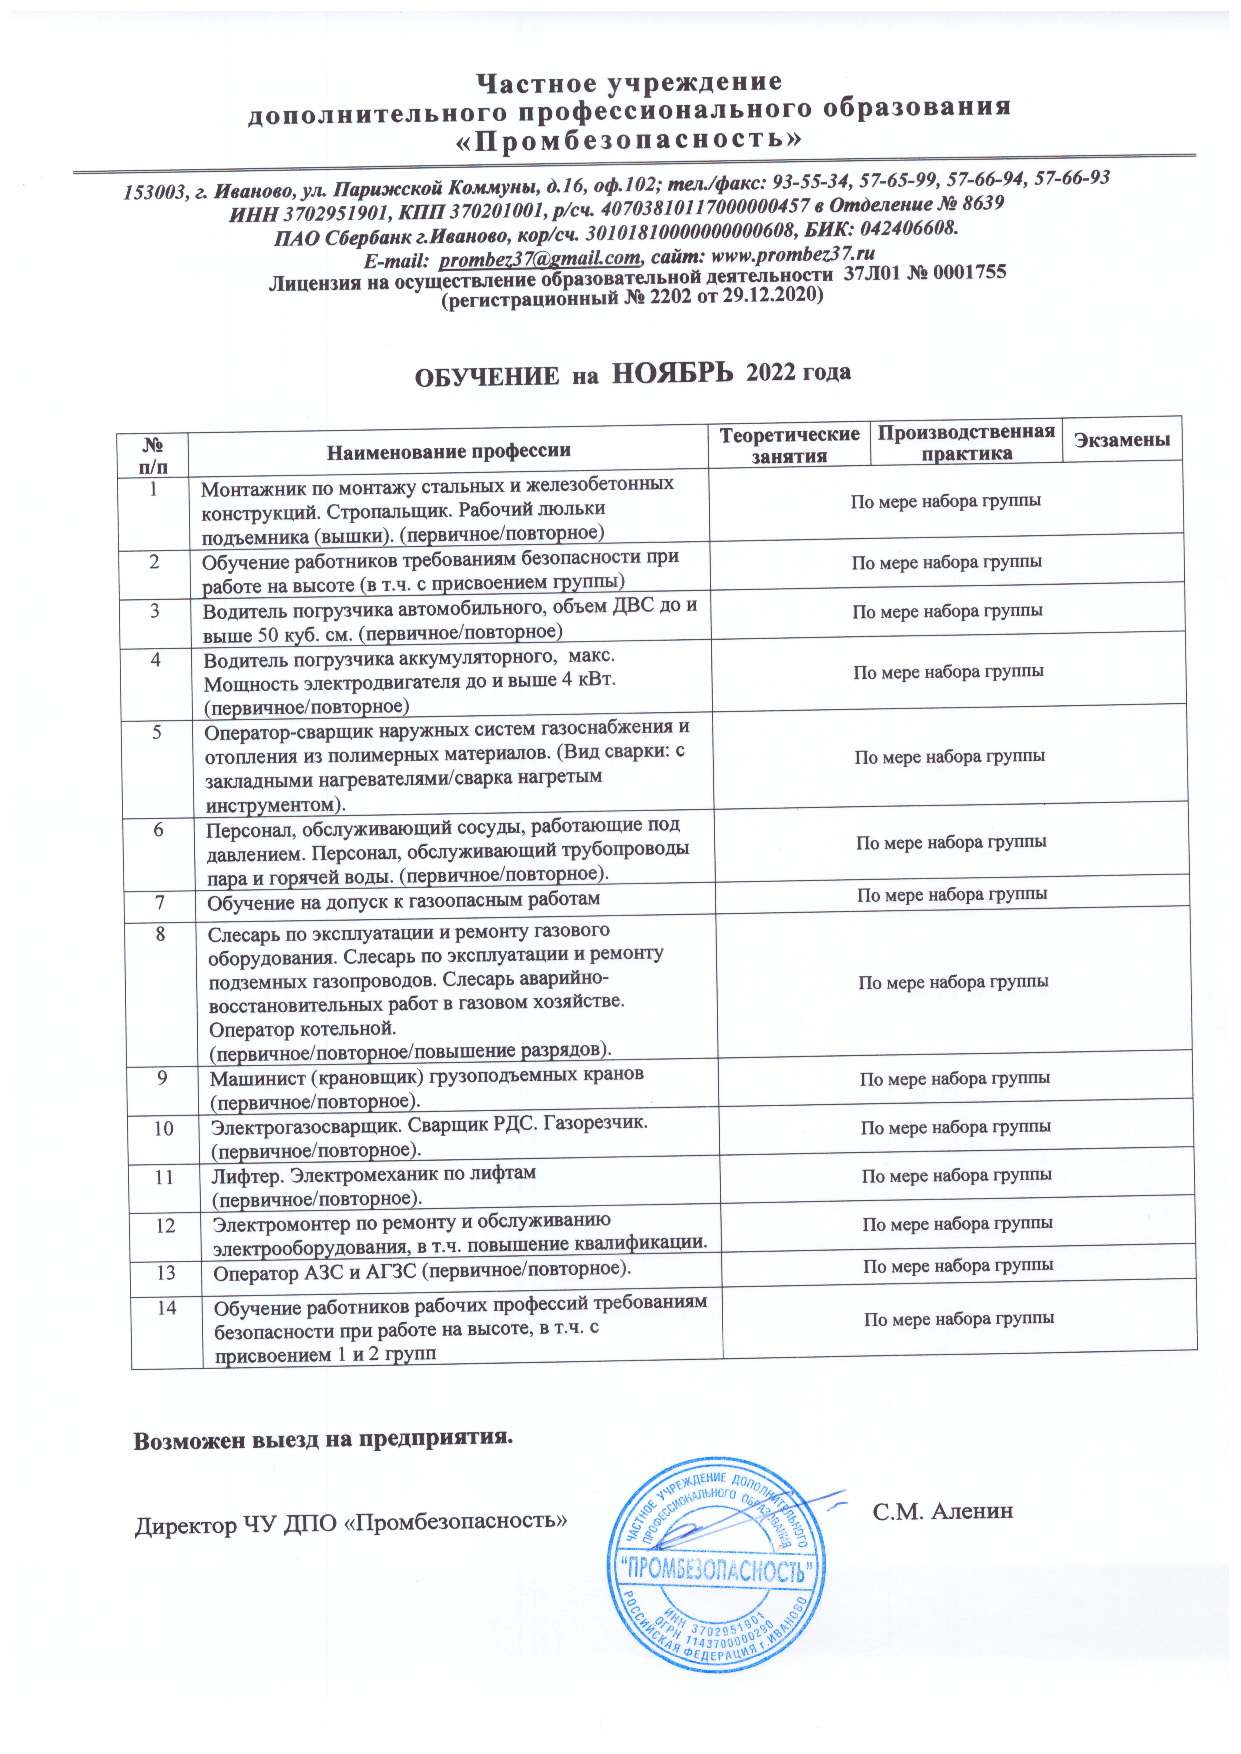 Частное учреждение
дополнительного профессионального образования
«Промбезопасность»
153003, г. Иваново, ул. Парижской Коммуны, д.16, оф.102; тел./факс: 93-55-34, 57-65-99, 57-66-94, 57-66-93
ИНН 3702951901, КПП 370201001, р/сч. 40703810117000000457 в Отделение № 8639
ПАО Сбербанк г.Иваново, кор/сч. 30101810000000000608, БИК: 042406608.
E-mail: prombez37@gmail.com, сайт: www.prombez37.ru
Лицензия на осуществление образовательной деятельности 37Л01 № 0001755
(регистрационный № 2202 от 29.12.2020)
ОБУЧЕНИЕ на НОЯБРЬ 2022 года
№ п/п
Наименование профессии
Теоретические занятия
Производственная практика
Экзамены
1
Монтажник по монтажу стальных и железобетонных
конструкций. Стропальщик. Рабочий люльки
подъемника (вышки). (первичное/повторное)
По мере набора группы
2
Обучение работников требованиям безопасности при
работе на высоте (в т.ч. с присвоением группы)
По мере набора группы
3
Водитель погрузчика автомобильного, объем ДВС до и
выше 50 куб. см. (первичное/повторное)
По мере набора группы
4
Водитель погрузчика аккумуляторного, макс.
Мощность электродвигателя до и выше 4 кВт.
(первичное/повторное)
По мере набора группы
5
Оператор-сварщик наружных систем газоснабжения и
отопления из полимерных материалов. (Вид сварки: с
закладными нагревателями/сварка нагретым
инструментом).
По мере набора группы
6
Персонал, обслуживающий сосуды, работающие под
давлением. Персонал, обслуживающий трубопроводы
пара и горячей воды. (первичное/повторное).
По мере набора группы
7
Обучение на допуск к газоопасным работам
По мере набора группы
8
Слесарь по эксплуатации и ремонту газового
оборудования. Слесарь по эксплуатации и ремонту
подземных газопроводов. Слесарь аварийно-
восстановительных работ в газовом хозяйстве.
Оператор котельной.
(первичное/повторное/повышение разрядов).
По мере набора группы
9
Машинист (крановщик) грузоподъемных кранов
(первичное/повторное).
По мере набора группы
10
Электрогазосварщик. Сварщик РДС. Газорезчик.
(первичное/повторное).
По мере набора группы
11
Лифтер. Электромеханик по лифтам
(первичное/повторное).
По мере набора группы
12
Электромонтер по ремонту и обслуживанию
электрооборудования, в т.ч. повышение квалификации.
По мере набора группы
13
Оператор АЗС и АГЗС (первичное/повторное).
По мере набора группы
14
Обучение работников рабочих профессий требованиям
безопасности при работе на высоте, в т.ч. с
присвоением 1 и 2 групп
По мере набора группы
Возможен выезд на предприятия.
Директор ЧУ ДПО «Промбезопасность»
С.М. Аленин
ЧАСТНОЕ УЧРЕЖДЕНИЕ ДОПОЛНИТЕЛЬНОГО
ПРОФЕССИОНАЛЬНОГО ОБРАЗОВАНИЯ
"ПРОМБЕЗОПАСНОСТЬ"
ИНН 3702951901
ОГРН 1143700000290
РОССИЙСКАЯ ФЕДЕРАЦИЯ г.ИВАНОВО